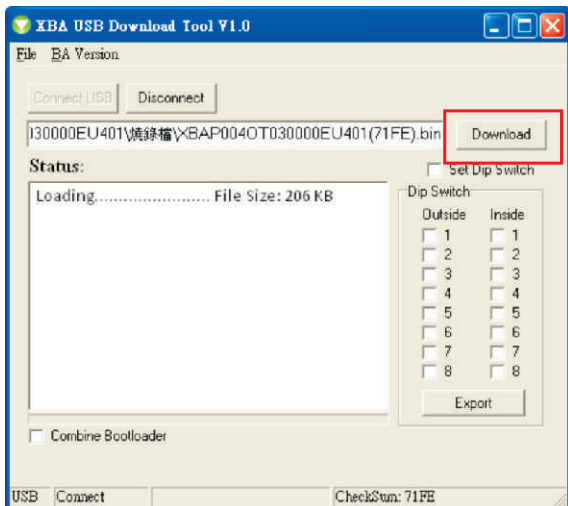 XBA USB Download Tool V1.0
File BA Version
Connect USB Disconnect
)30000EU401\燒錄檔\XBAP004OT030000EU401(71FE).bin Download
Status: Set Dip Switch
Loading........................ File Size: 206 KB
Dip Switch
Outside Inside
1 1
2 2
3 3
4 4
5 5
6 6
7 7
8 8
Export
Combine Bootloader
USB Connect CheckSum: 71FE